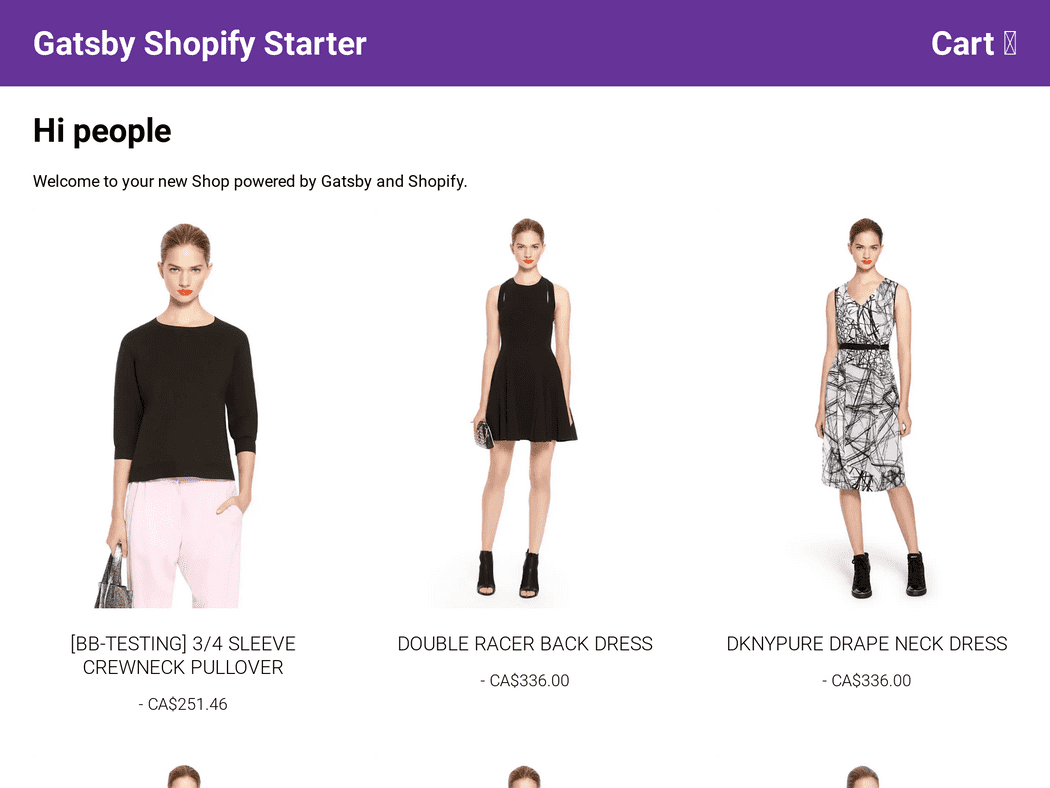 Gatsby Shopify Starter
Cart
Hi people
Welcome to your new Shop powered by Gatsby and Shopify.
[BB-TESTING] 3/4 SLEEVE
CREWNECK PULLOVER
- CA$251.46
DOUBLE RACER BACK DRESS
- CA$336.00
DKNYPURE DRAPE NECK DRESS
- CA$336.00